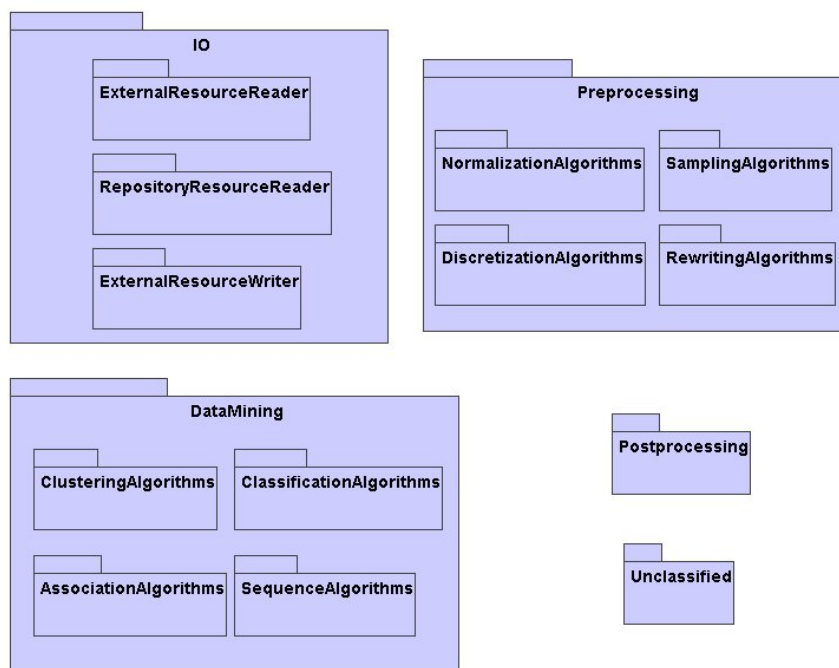 IO
ExternalResourceReader
RepositoryResourceReader
ExternalResourceWriter
Preprocessing
NormalizationAlgorithms
SamplingAlgorithms
DiscretizationAlgorithms
RewritingAlgorithms
DataMining
ClusteringAlgorithms
ClassificationAlgorithms
AssociationAlgorithms
SequenceAlgorithms
Postprocessing
Unclassified